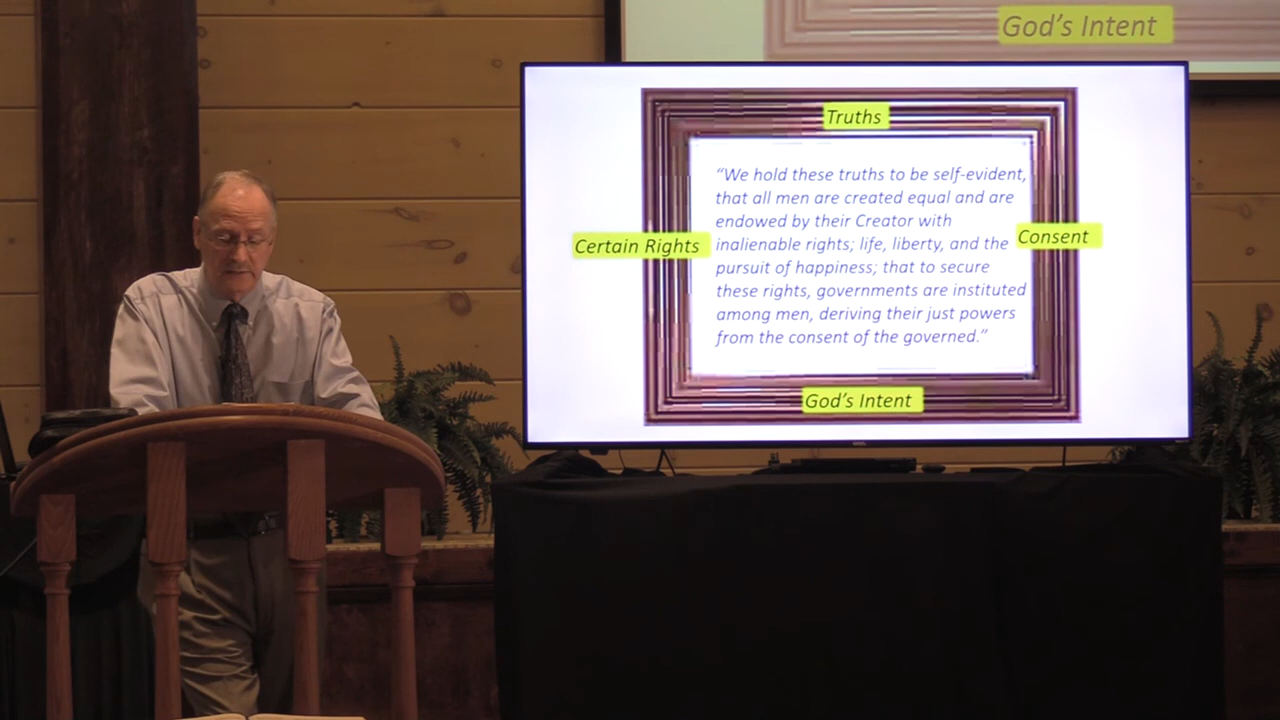 God's Intent
Truths
"We hold these truths to be self-evident,
that all men are created equal and are
endowed by their Creator with
inalienable rights; life, liberty, and the
pursuit of happiness; that to secure
these rights, governments are instituted
among men, deriving their just powers
from the consent of the governed."
Certain Rights
Consent
God's Intent